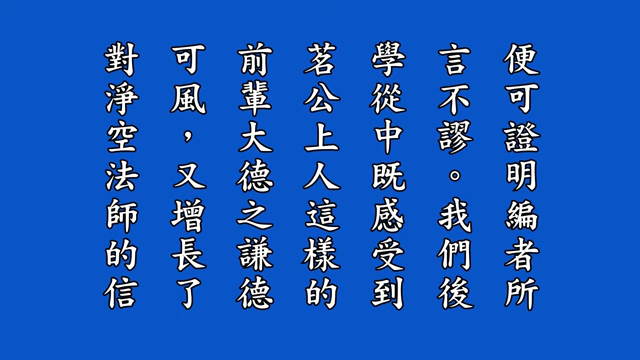 便可證明編者所
言不謬。我們後
學從中既感受到
茗公上人這樣的
前輩大德之謙德
可風，又增長了
對淨空法師的信